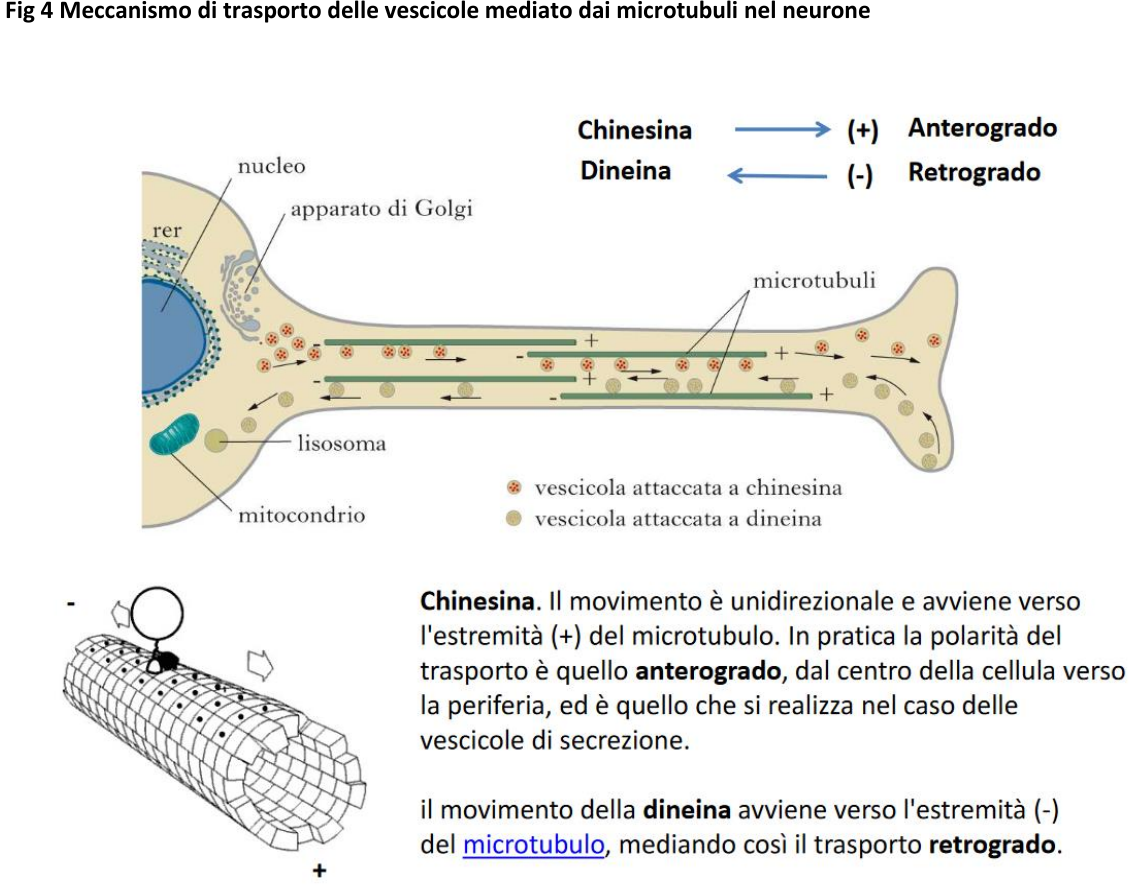 Fig 4 Meccanismo di trasporto delle vescicole mediato dai microtubuli nel neurone
Chinesina (+) Anterogrado
Dineina (-) Retrogrado
nucleo
apparato di Golgi
rer
microtubuli
- +
- +
- +
- +
lisosoma
mitocondrio
vescicola attaccata a chinesina
vescicola attaccata a dineina
-
+
Chinesina. Il movimento è unidirezionale e avviene verso
l'estremità (+) del microtubulo. In pratica la polarità del
trasporto è quello anterogrado, dal centro della cellula verso
la periferia, ed è quello che si realizza nel caso delle
vescicole di secrezione.
il movimento della dineina avviene verso l'estremità (-)
del microtubulo, mediando così il trasporto retrogrado.